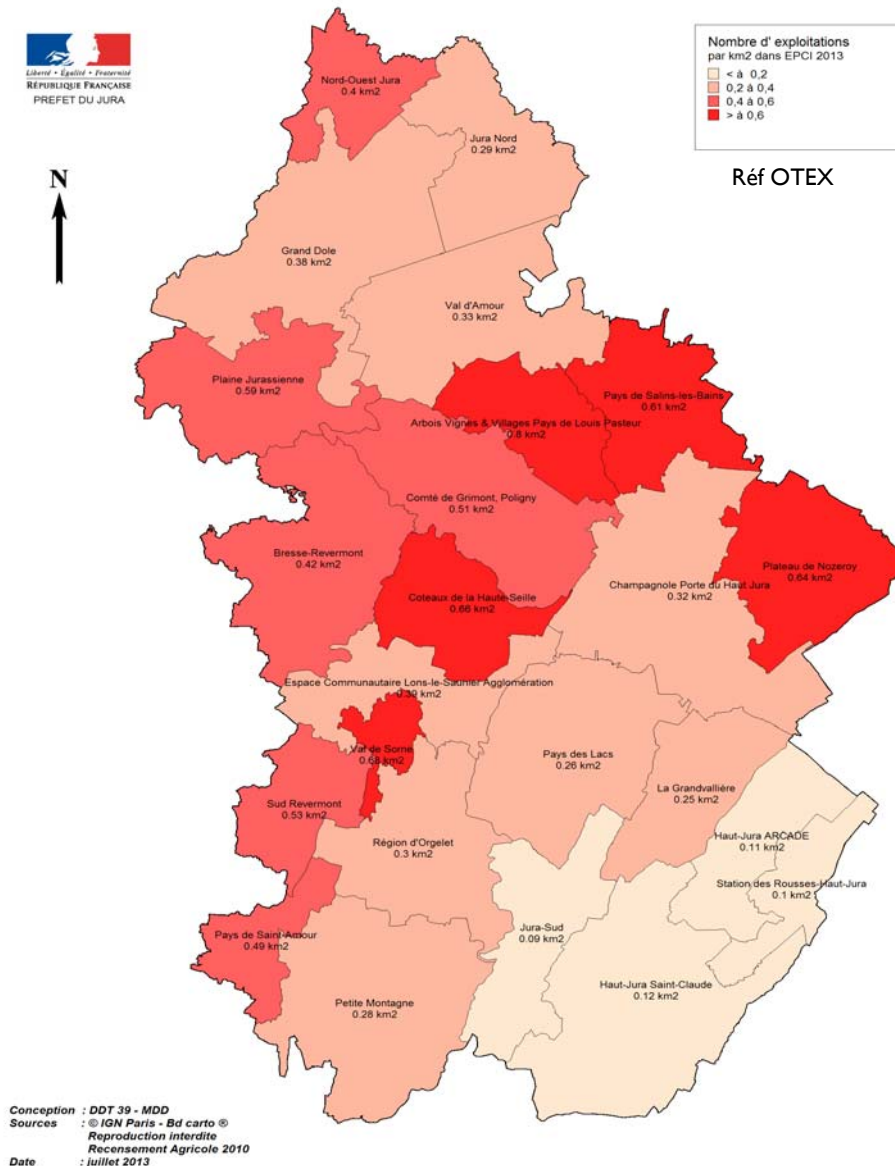 Liberté • Égalité • Fraternité
RÉPUBLIQUE FRANÇAISE
PREFET DU JURA
N
Nombre d' exploitations
par km2 dans EPCI 2013
< à 0,2
0,2 à 0,4
0,4 à 0,6
> à 0,6
Réf OTEX
Nord-Ouest Jura
0.4 km2
Jura Nord
0.29 km2
Grand Dole
0.38 km2
Val d'Amour
0.33 km2
Plaine Jurassienne
0.59 km2
Pays de Salins-les-Bains
0.61 km2
Arbois Vignes & Villages Pays de Louis Pasteur
0.8 km2
Comté de Grimont, Poligny
0.51 km2
Bresse-Revermont
0.42 km2
Plateau de Nozeroy
0.64 km2
Champagnole Porte du Haut Jura
0.32 km2
Coteaux de la Haute-Seille
0.66 km2
Espace Communautaire Lons-le-Saunier Agglomération
0.39 km2
Val de Sorne
0.68 km2
Pays des Lacs
0.26 km2
La Grandvallière
0.25 km2
Sud Revermont
0.53 km2
Région d'Orgelet
0.3 km2
Haut-Jura ARCADE
0.11 km2
Station des Rousses-Haut-Jura
0.1 km2
Jura-Sud
0.09 km2
Pays de Saint-Amour
0.49 km2
Haut-Jura Saint-Claude
0.12 km2
Petite Montagne
0.28 km2
Conception : DDT 39 - MDD
Sources : © IGN Paris - Bd carto ®
Reproduction interdite
Recensement Agricole 2010
Date : juillet 2013